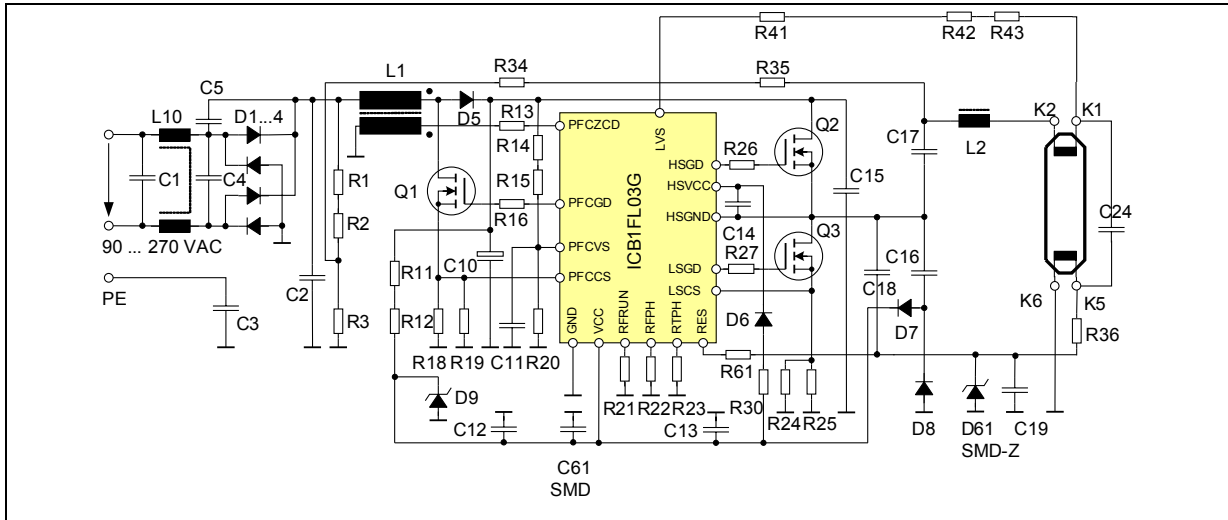 R41
R42
R43
R34
R35
L1
C5
L10
D1...4
D5
R13
PFCZCD
LVS
Q2
K2
K1
C17
L2
R14
HSGD
R26
R15
HSVCC
C1
C4
R1
Q1
R16
PFCGD
ICB1FL03G
HSGND
C14
C15
C24
R2
Q3
90 ... 270 VAC
PFCVS
R27
LSGD
C16
C10
R11
PFCCS
LSCS
C18
PE
C2
K6
K5
C3
R3
R12
GND
VCC
RFRUN
RFPH
RTPH
RES
D6
D7
R36
R18
R19
C11
R20
R61
D9
R21
R22
R23
R30
R24
R25
D8
D61
SMD-Z
C19
C12
C13
C61
SMD